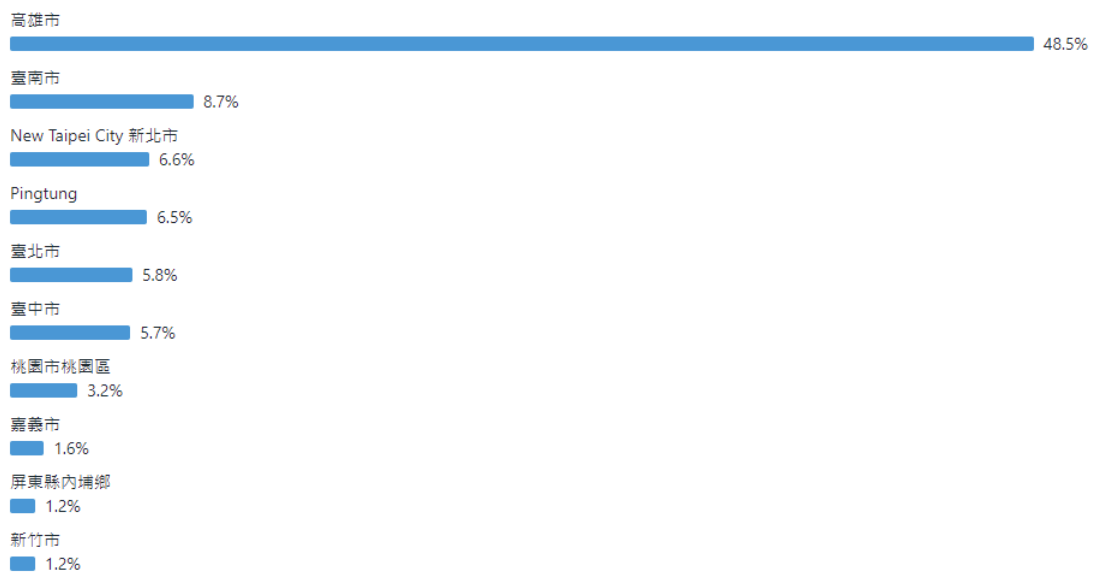 高雄市
48.5%
臺南市
8.7%
New Taipei City 新北市
6.6%
Pingtung
6.5%
臺北市
5.8%
臺中市
5.7%
桃園市桃園區
3.2%
嘉義市
1.6%
屏東縣內埔鄉
1.2%
新竹市
1.2%